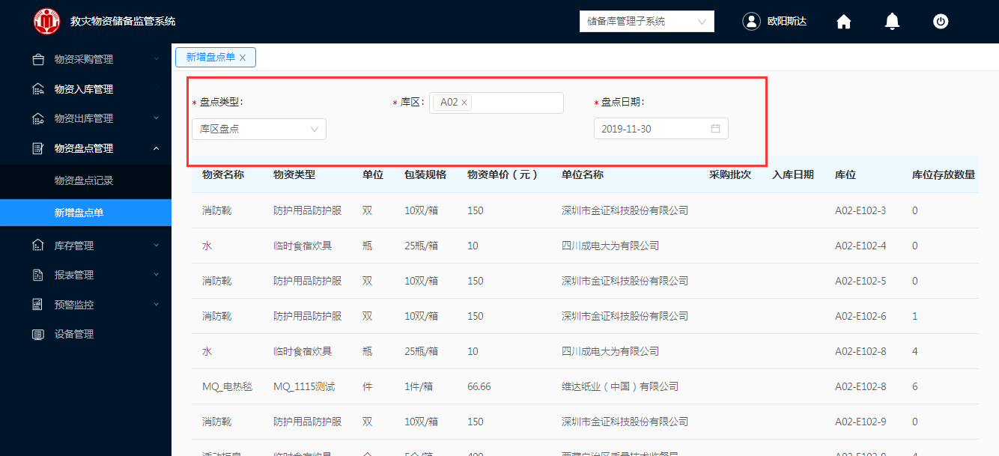 救灾物资储备监管系统
储备库管理子系统
欧阳斯达
物资采购管理
物资入库管理
物资出库管理
物资盘点管理
物资盘点记录
新增盘点单
库存管理
报表管理
预警监控
设备管理
新增盘点单 X
* 盘点类型: * 库区: A02 × * 盘点日期:
库区盘点 2019-11-30
物资名称 物资类型 单位 包装规格 物资单价（元） 单位名称 采购批次 入库日期 库位 库位存放数量
消防靴 防护用品防护服 双 10双/箱 150 深圳市金证科技股份有限公司 A02-E102-3 0
水 临时食宿炊具 瓶 25瓶/箱 10 四川成电大为有限公司 A02-E102-4 0
消防靴 防护用品防护服 双 10双/箱 150 深圳市金证科技股份有限公司 A02-E102-5 0
消防靴 防护用品防护服 双 10双/箱 150 深圳市金证科技股份有限公司 A02-E102-6 1
水 临时食宿炊具 瓶 25瓶/箱 10 四川成电大为有限公司 A02-E102-8 4
MQ_电热毯 MQ_1115测试 件 1件/箱 66.66 维达纸业（中国）有限公司 A02-E102-8 6
消防靴 防护用品防护服 双 10双/箱 150 深圳市金证科技股份有限公司 A02-E102-9 0
活动板房 临时食宿炊具 个 5个/箱 400 西藏自治区质量技术监督局 A02-E102-9 4